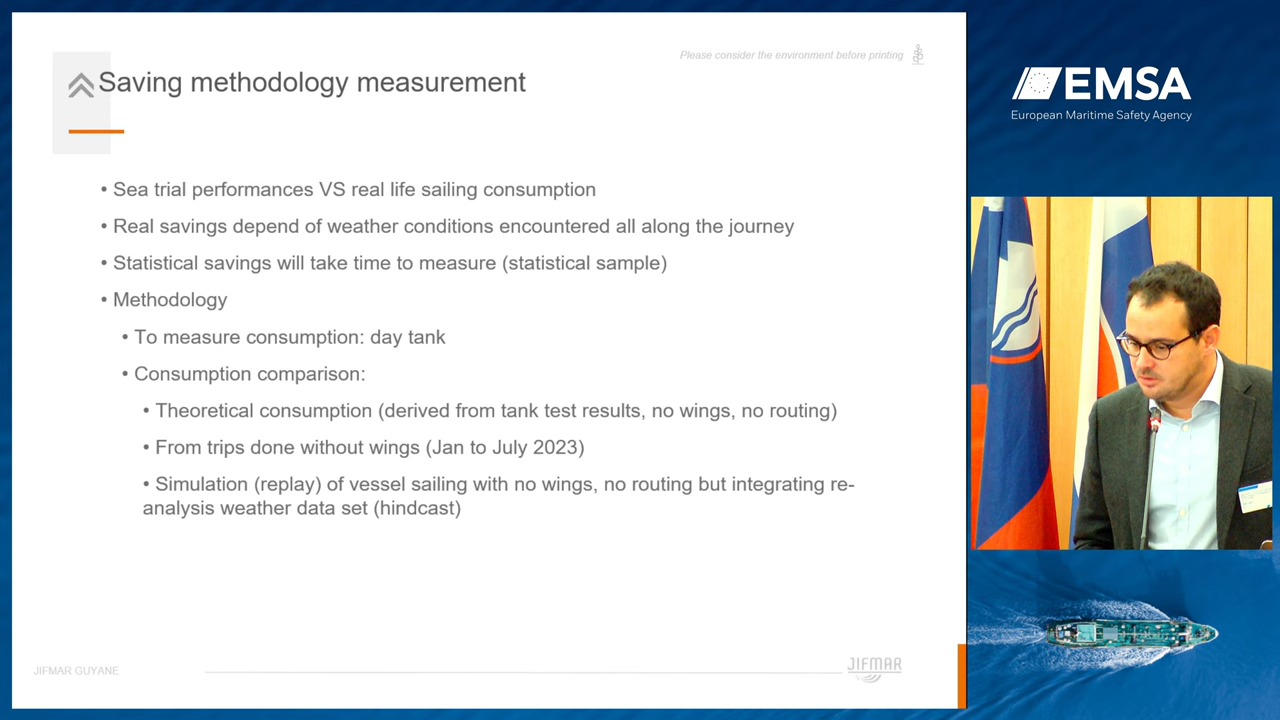 Please consider the environment before printing
Saving methodology measurement
• Sea trial performances VS real life sailing consumption
• Real savings depend of weather conditions encountered all along the journey
• Statistical savings will take time to measure (statistical sample)
• Methodology
• To measure consumption: day tank
• Consumption comparison:
• Theoretical consumption (derived from tank test results, no wings, no routing)
• From trips done without wings (Jan to July 2023)
• Simulation (replay) of vessel sailing with no wings, no routing but integrating re-
analysis weather data set (hindcast)
JIFMAR GUYANE
JIFMAR
EMSA
European Maritime Safety Agency